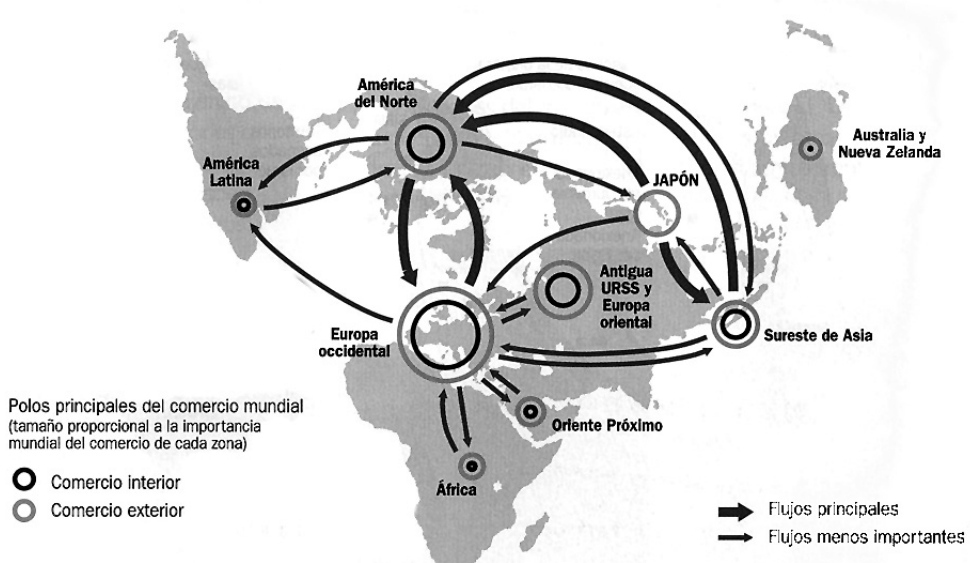 América
del Norte
América
Latina
Australia y
Nueva Zelanda
JAPÓN
Antigua
URSS y
Europa
oriental
Europa
occidental
Sureste de Asia
Oriente Próximo
África
Polos principales del comercio mundial
(tamaño proporcional a la importancia
mundial del comercio de cada zona)
Comercio interior
Comercio exterior
Flujos principales
Flujos menos importantes